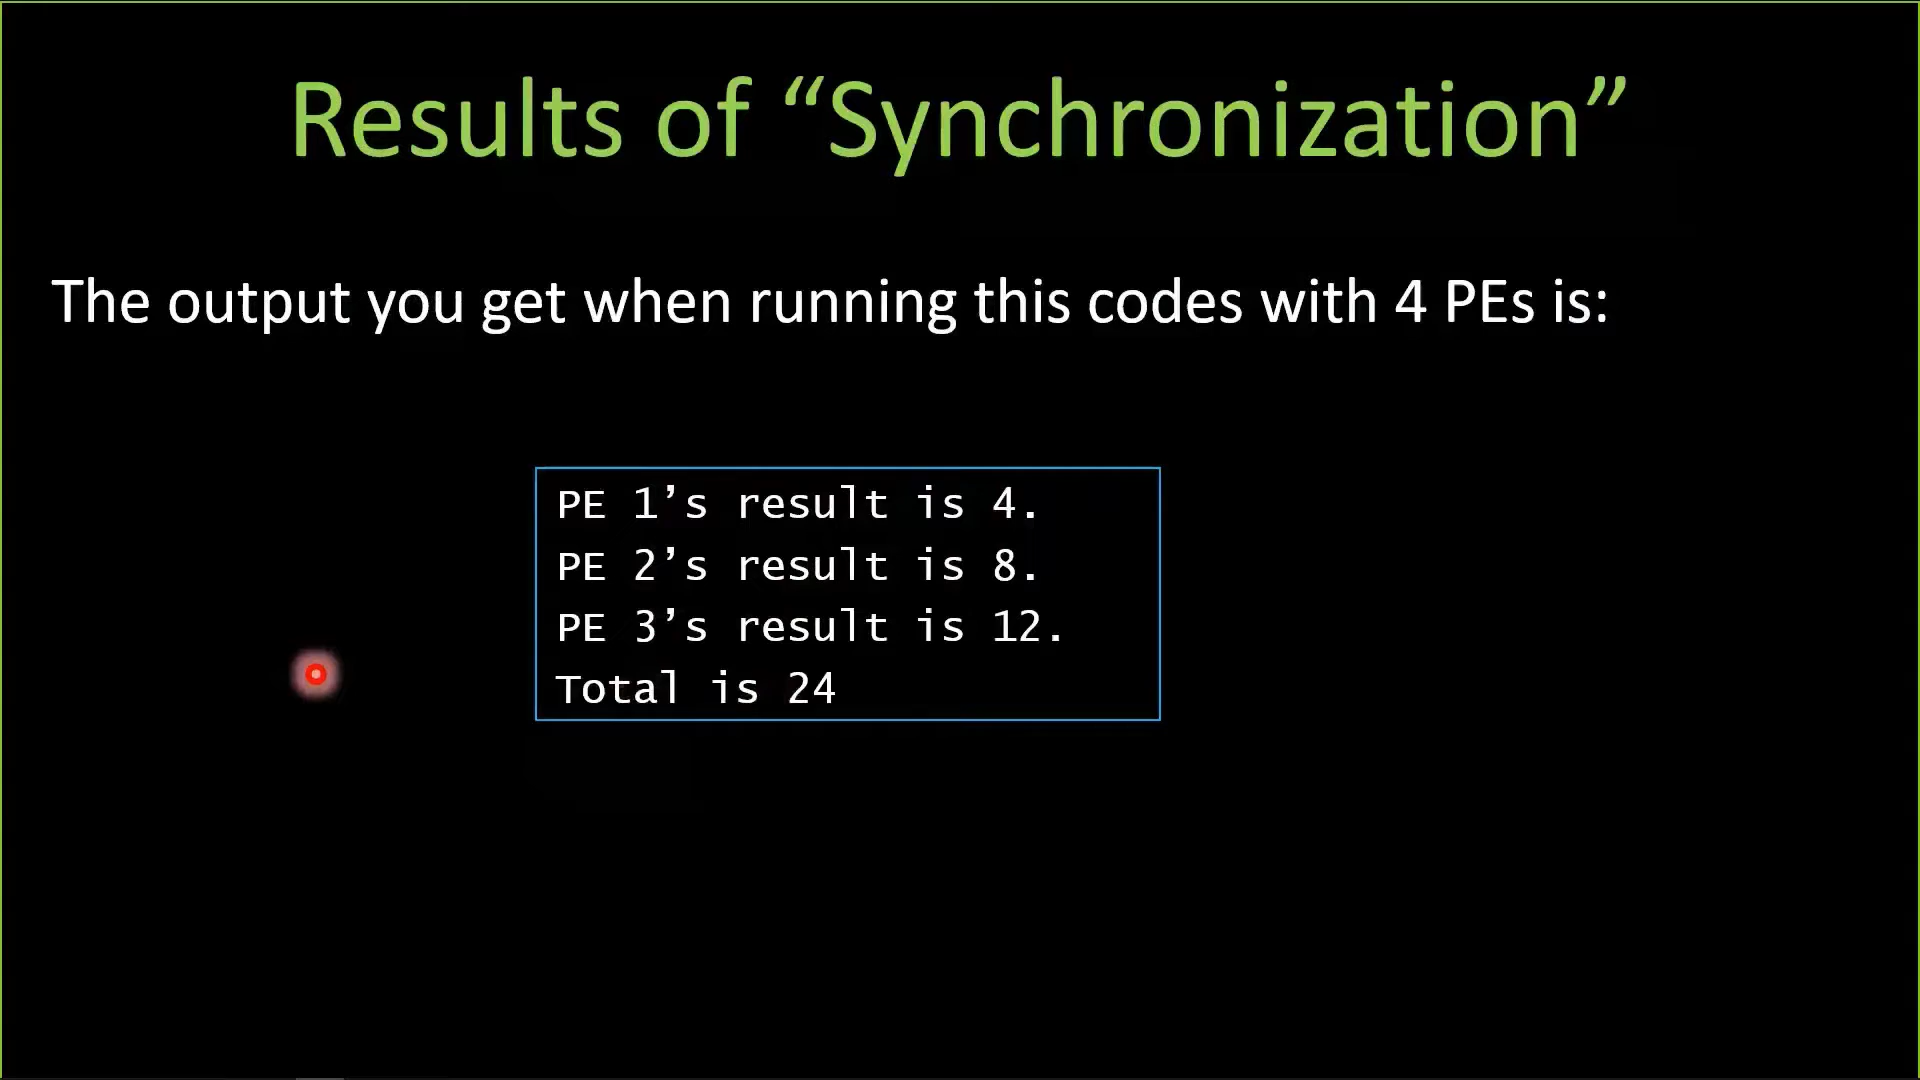 Results of “Synchronization”
The output you get when running this codes with 4 PEs is:
PE 1’s result is 4.
PE 2’s result is 8.
PE 3’s result is 12.
Total is 24